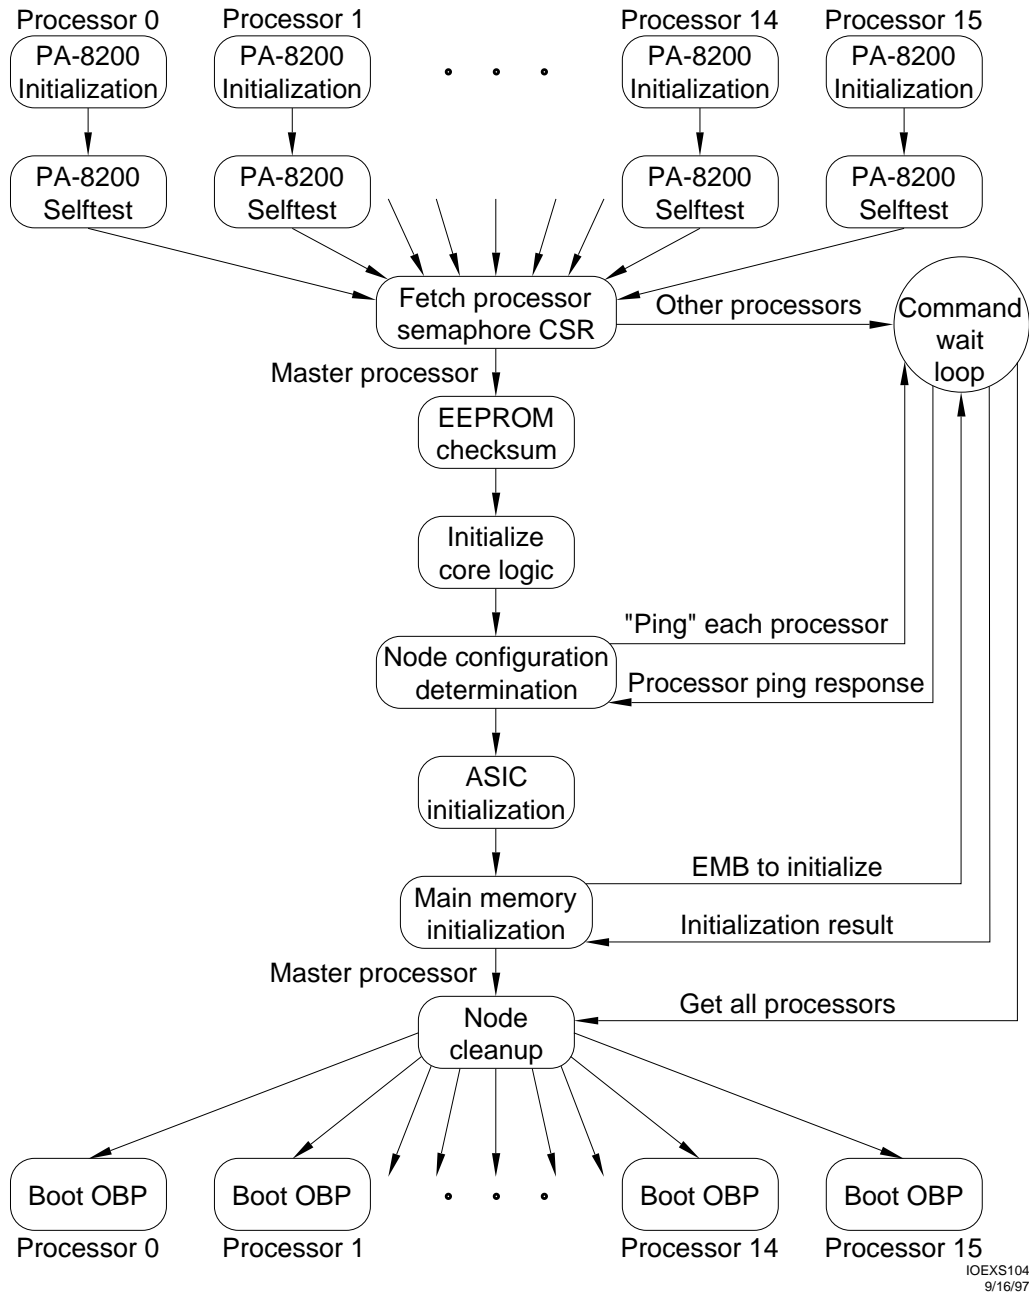 Processor 0
Processor 1
Processor 14
Processor 15
PA-8200
Initialization
PA-8200
Initialization
PA-8200
Initialization
PA-8200
Initialization
PA-8200
Selftest
PA-8200
Selftest
PA-8200
Selftest
PA-8200
Selftest
Fetch processor
semaphore CSR
Other processors
Command
wait
loop
Master processor
EEPROM
checksum
Initialize
core logic
"Ping" each processor
Node configuration
determination
Processor ping response
ASIC
initialization
EMB to initialize
Main memory
initialization
Initialization result
Master processor
Get all processors
Node
cleanup
Boot OBP
Boot OBP
Boot OBP
Boot OBP
Processor 0
Processor 1
Processor 14
Processor 15
IOEXS104
9/16/97